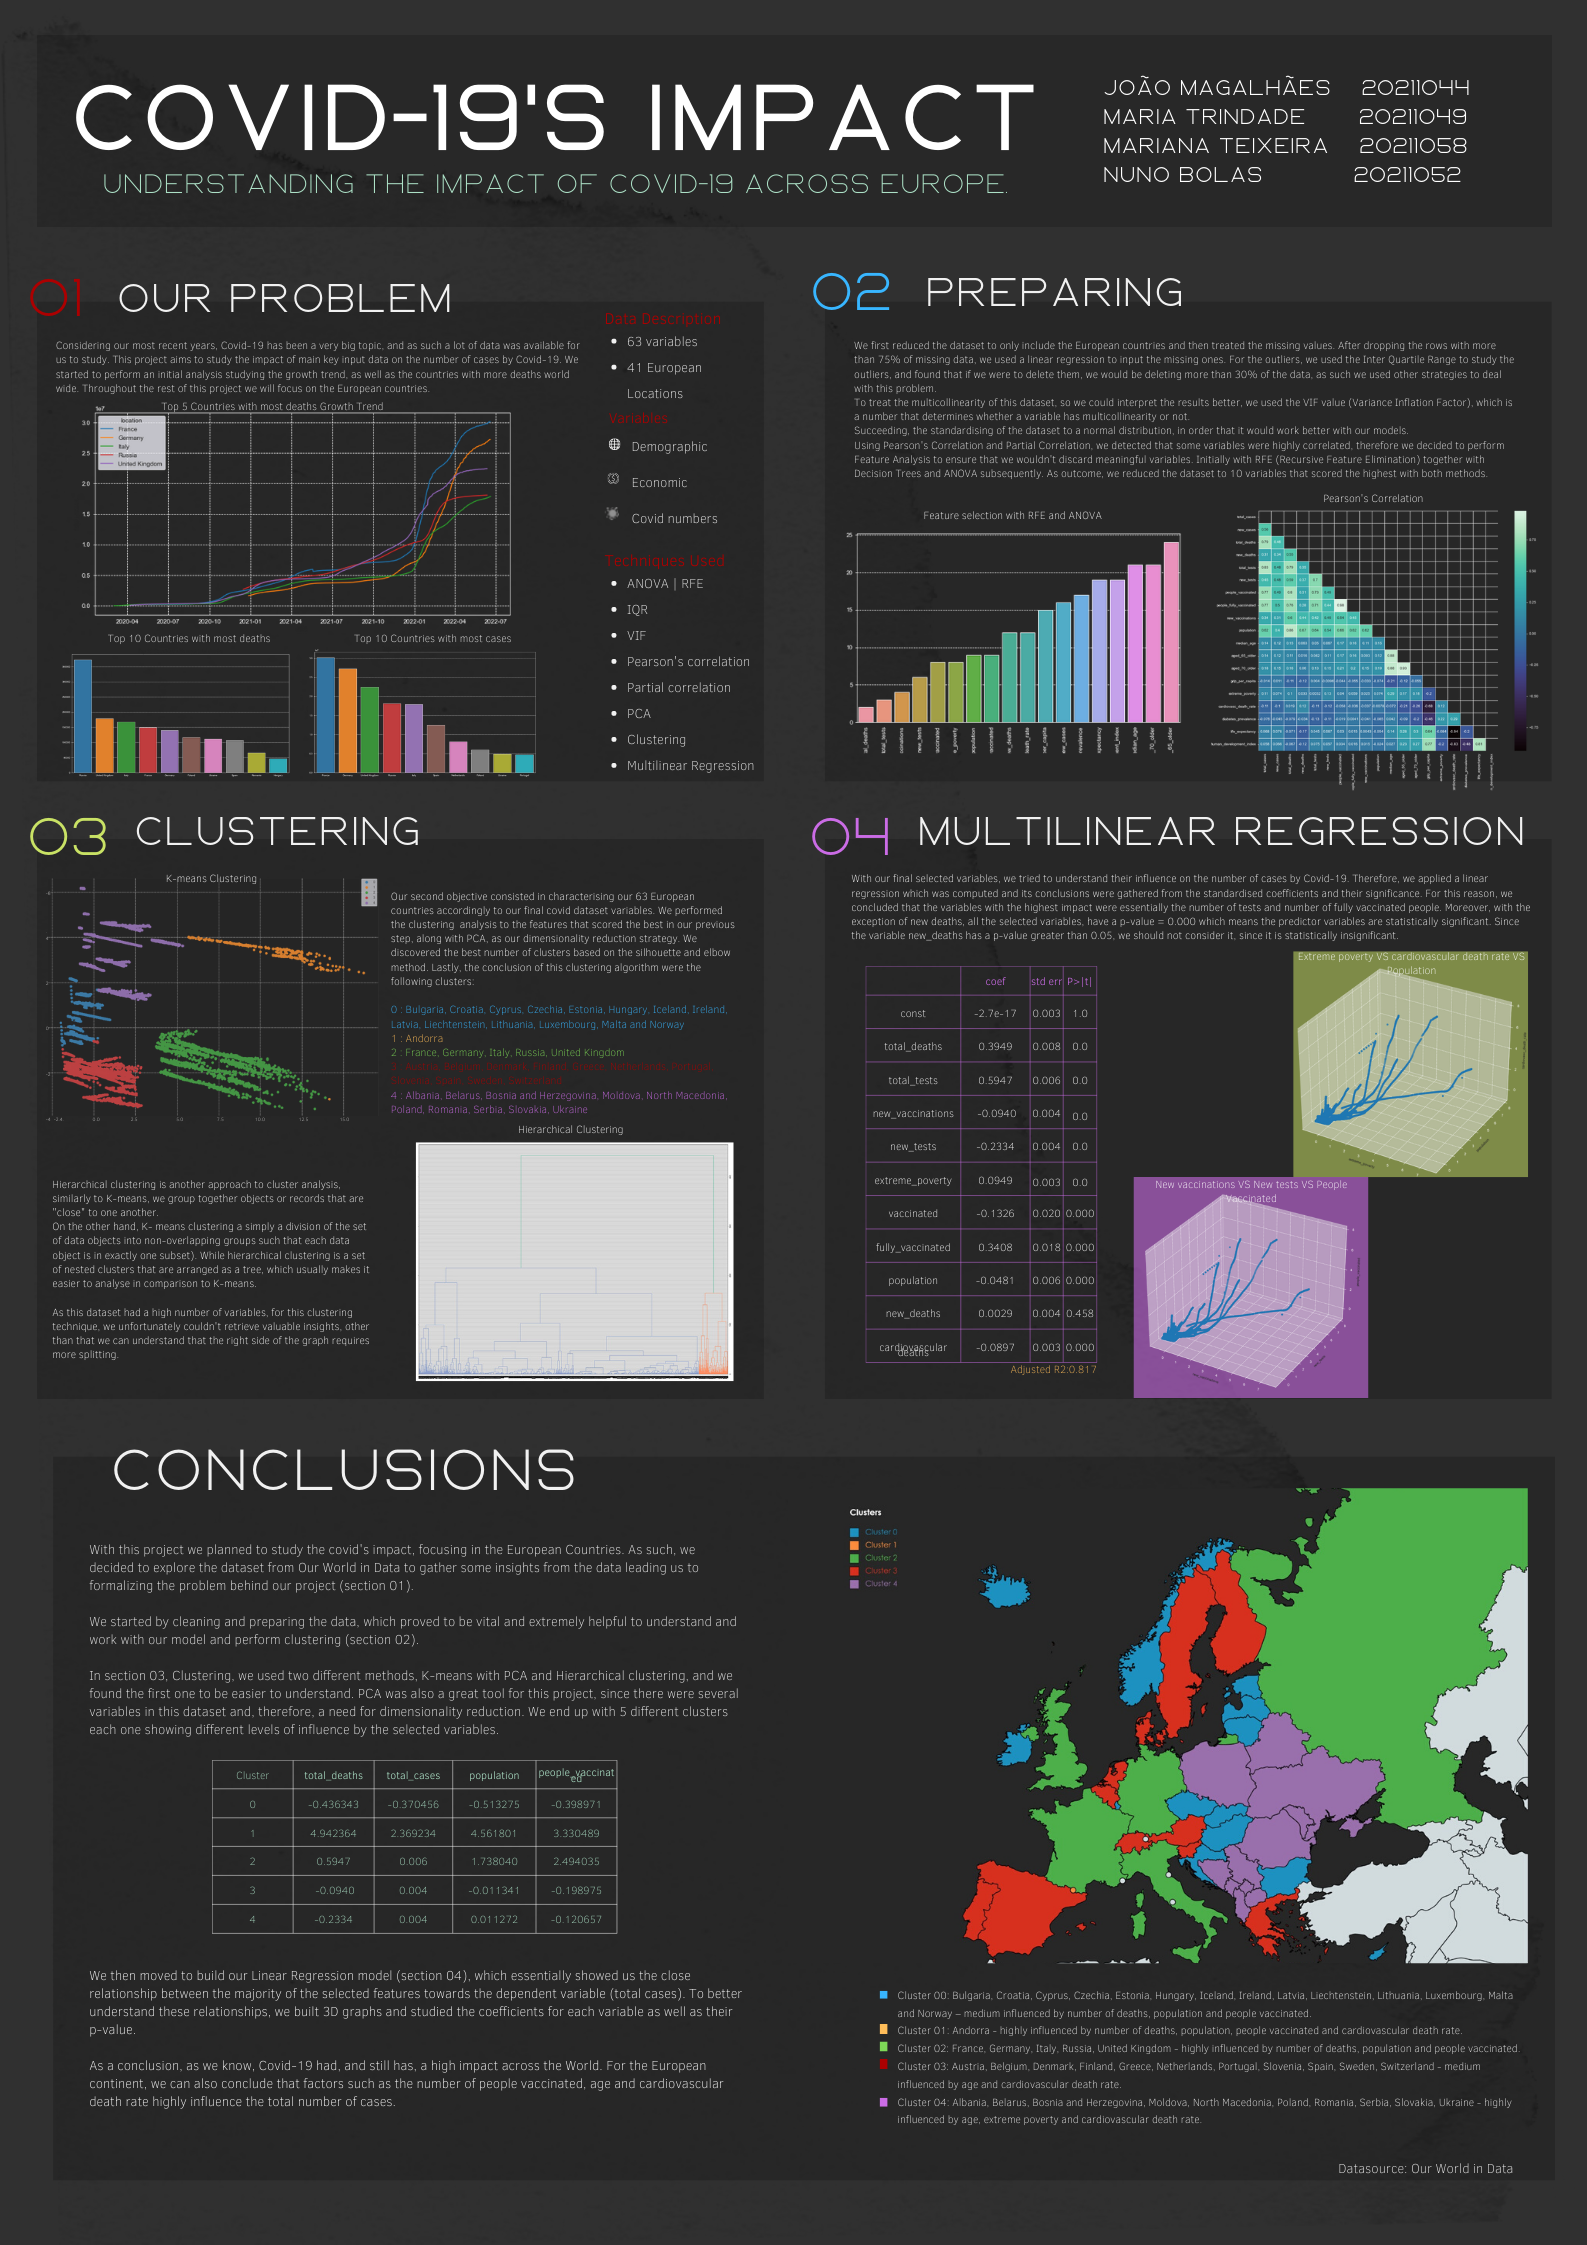 COVID-19'S IMPACT
UNDERSTANDING THE IMPACT OF COVID-19 ACROSS EUROPE.
JOÃO MAGALHÃES 20211044
MARIA TRINDADE 20211049
MARIANA TEIXEIRA 20211058
NUNO BOLAS 20211052
01 OUR PROBLEM
Considering our most recent years, Covid-19 has been a very big topic, and as such a lot of data was available for
us to study. This project aims to study the impact of main key input data on the number of cases by Covid-19. We
started to perform an initial analysis studying the growth trend, as well as the countries with more deaths world
wide. Throughout the rest of this project we will focus on the European countries.
Top 5 Countries with most deaths Growth Trend
1e7
location
France
Germany
Italy
Russia
United Kingdom
3.0
2.5
2.0
1.5
1.0
0.5
0.0
2020-04 2020-07 2020-10 2021-01 2021-04 2021-07 2021-10 2022-01 2022-04 2022-07
Top 10 Countries with most deaths
Top 10 Countries with most cases
Data Description
63 variables
41 European
Locations
Variables
Demographic
Economic
Covid numbers
Techniques Used
ANOVA | RFE
IQR
VIF
Pearson's correlation
Partial correlation
PCA
Clustering
Multilinear Regression
02 PREPARING
We first reduced the dataset to only include the European countries and then treated the missing values. After dropping the rows with more
than 75% of missing data, we used a linear regression to input the missing ones. For the outliers, we used the Inter Quartile Range to study the
outliers, and found that if we were to delete them, we would be deleting more than 30% of the data, as such we used other strategies to deal
with this problem.
To treat the multicollinearity of this dataset, so we could interpret the results better, we used the VIF value (Variance Inflation Factor), which is
a number that determines whether a variable has multicollinearity or not.
Succeeding, the standardising of the dataset to a normal distribution, in order that it would work better with our models.
Using Pearson's Correlation and Partial Correlation, we detected that some variables were highly correlated, therefore we decided to perform
Feature Analysis to ensure that we wouldn't discard meaningful variables. Initially with RFE (Recursive Feature Elimination) together with
Decision Trees and ANOVA subsequently. As outcome, we reduced the dataset to 10 variables that scored the highest with both methods.
Feature selection with RFE and ANOVA
25
20
15
10
5
0
Pearson's Correlation
03 CLUSTERING
K-means Clustering
Our second objective consisted in characterising our 63 European
countries accordingly to our final covid dataset variables. We performed
the clustering analysis to the features that scored the best in our previous
step, along with PCA, as our dimensionality reduction strategy. We
discovered the best number of clusters based on the silhouette and elbow
method. Lastly, the conclusion of this clustering algorithm were the
following clusters:
0 : Bulgaria, Croatia, Cyprus, Czechia, Estonia, Hungary, Iceland, Ireland,
Latvia, Liechtenstein, Lithuania, Luxembourg, Malta and Norway
1 : Andorra
2 : France, Germany, Italy, Russia, United Kingdom
4 : Albania, Belarus, Bosnia and Herzegovina, Moldova, North Macedonia,
Poland, Romania, Serbia, Slovakia, Ukraine
Hierarchical Clustering
Hierarchical clustering is another approach to cluster analysis,
similarly to K-means, we group together objects or records that are
"close" to one another.
On the other hand, K- means clustering a simply a division of the set
of data objects into non-overlapping groups such that each data
object is in exactly one subset). While hierarchical clustering is a set
of nested clusters that are arranged as a tree, which usually makes it
easier to analyse in comparison to K-means.
As this dataset had a high number of variables, for this clustering
technique, we unfortunately couldn't retrieve valuable insights, other
than that we can understand that the right side of the graph requires
more splitting.
04 MULTILINEAR REGRESSION
With our final selected variables, we tried to understand their influence on the number of cases by Covid-19. Therefore, we applied a linear
regression which was computed and its conclusions were gathered from the standardised coefficients and their significance. For this reason, we
concluded that the variables with the highest impact were essentially the number of tests and number of fully vaccinated people. Moreover, with the
exception of new deaths, all the selected variables, have a p-value = 0.000 which means the predictor variables are statistically significant. Since
the variable new_deaths has a p-value greater than 0.05, we should not consider it, since it is statistically insignificant.
coef std err P>|t|
const -2.7e-17 0.003 1.0
total_deaths 0.3949 0.008 0.0
total_tests 0.5947 0.006 0.0
new_vaccinations -0.0940 0.004 0.0
new_tests -0.2334 0.004 0.0
extreme_poverty 0.0949 0.003 0.0
vaccinated -0.1326 0.020 0.000
fully_vaccinated 0.3408 0.018 0.000
population -0.0481 0.006 0.000
new_deaths 0.0029 0.004 0.458
cardiovascular deaths -0.0897 0.003 0.000
Adjusted R2:0.817
Extreme poverty VS cardiovascular death rate VS
Population
New vaccinations VS New tests VS People
Vaccinated
CONCLUSIONS
With this project we planned to study the covid's impact, focusing in the European Countries. As such, we
decided to explore the dataset from Our World in Data to gather some insights from the data leading us to
formalizing the problem behind our project (section 01).
We started by cleaning and preparing the data, which proved to be vital and extremely helpful to understand and
work with our model and perform clustering (section 02).
In section 03, Clustering, we used two different methods, K-means with PCA and Hierarchical clustering, and we
found the first one to be easier to understand. PCA was also a great tool for this project, since there were several
variables in this dataset and, therefore, a need for dimensionality reduction. We end up with 5 different clusters
each one showing different levels of influence by the selected variables.
Cluster total_deaths total_cases population people_vaccinated
0 -0.436343 -0.370456 -0.513275 -0.398971
1 4.942364 2.369234 4.561801 3.330489
2 0.5947 0.006 1.738040 2.494035
3 -0.0940 0.004 -0.011341 -0.198975
4 -0.2334 0.004 0.011272 -0.120657
We then moved to build our Linear Regression model (section 04), which essentially showed us the close
relationship between the majority of the selected features towards the dependent variable (total cases). To better
understand these relationships, we built 3D graphs and studied the coefficients for each variable as well as their
p-value.
As a conclusion, as we know, Covid-19 had, and still has, a high impact across the World. For the European
continent, we can also conclude that factors such as the number of people vaccinated, age and cardiovascular
death rate highly influence the total number of cases.
Clusters
Cluster 0
Cluster 1
Cluster 2
Cluster 3
Cluster 4
Cluster 00: Bulgaria, Croatia, Cyprus, Czechia, Estonia, Hungary, Iceland, Ireland, Latvia, Liechtenstein, Lithuania, Luxembourg, Malta
and Norway – medium influenced by number of deaths, population and people vaccinated.
Cluster 01: Andorra - highly influenced by number of deaths, population, people vaccinated and cardiovascular death rate.
Cluster 02: France, Germany, Italy, Russia, United Kingdom - highly influenced by number of deaths, population and people vaccinated.
Cluster 03: Austria, Belgium, Denmark, Finland, Greece, Netherlands, Portugal, Slovenia, Spain, Sweden, Switzerland - medium
influenced by age and cardiovascular death rate.
Cluster 04: Albania, Belarus, Bosnia and Herzegovina, Moldova, North Macedonia, Poland, Romania, Serbia, Slovakia, Ukraine - highly
influenced by age, extreme poverty and cardiovascular death rate.
Datasource: Our World in Data